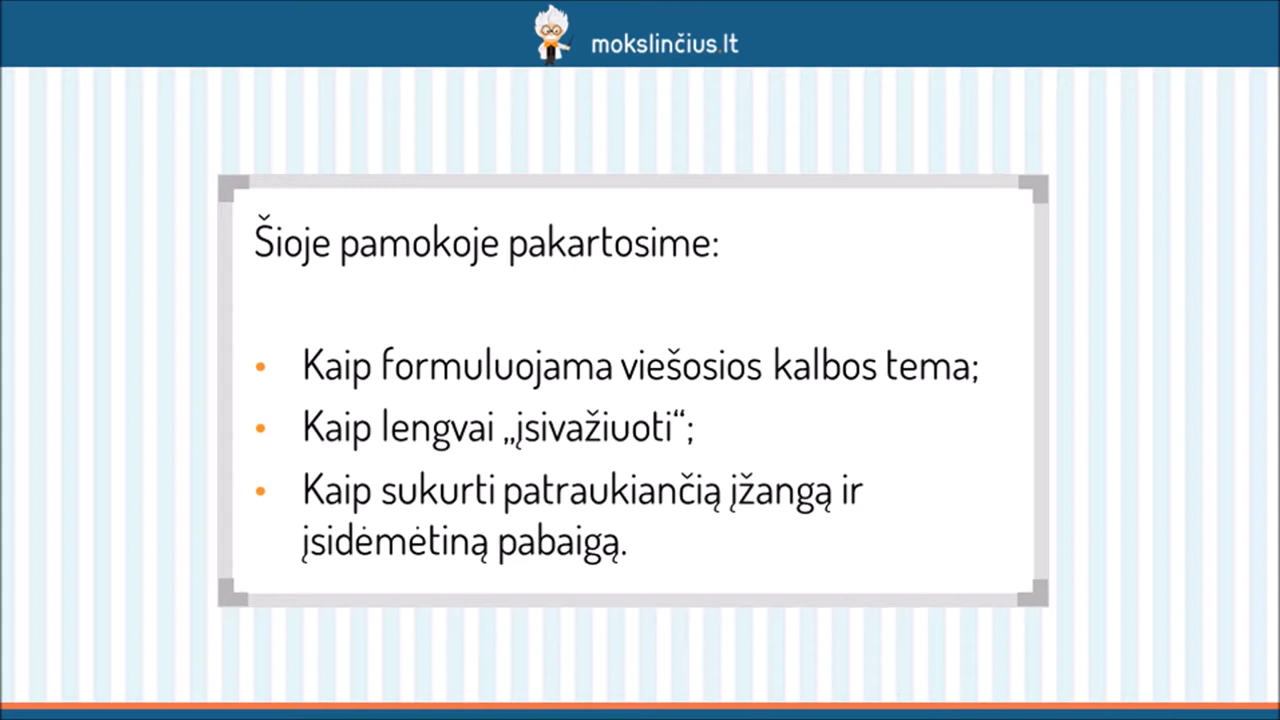 mokslinčius.lt
Šioje pamokoje pakartosime:
• Kaip formuluojama viešosios kalbos tema;
• Kaip lengvai „įsivažiuoti“;
• Kaip sukurti patraukiančią įžangą ir
įsidėmėtiną pabaigą.